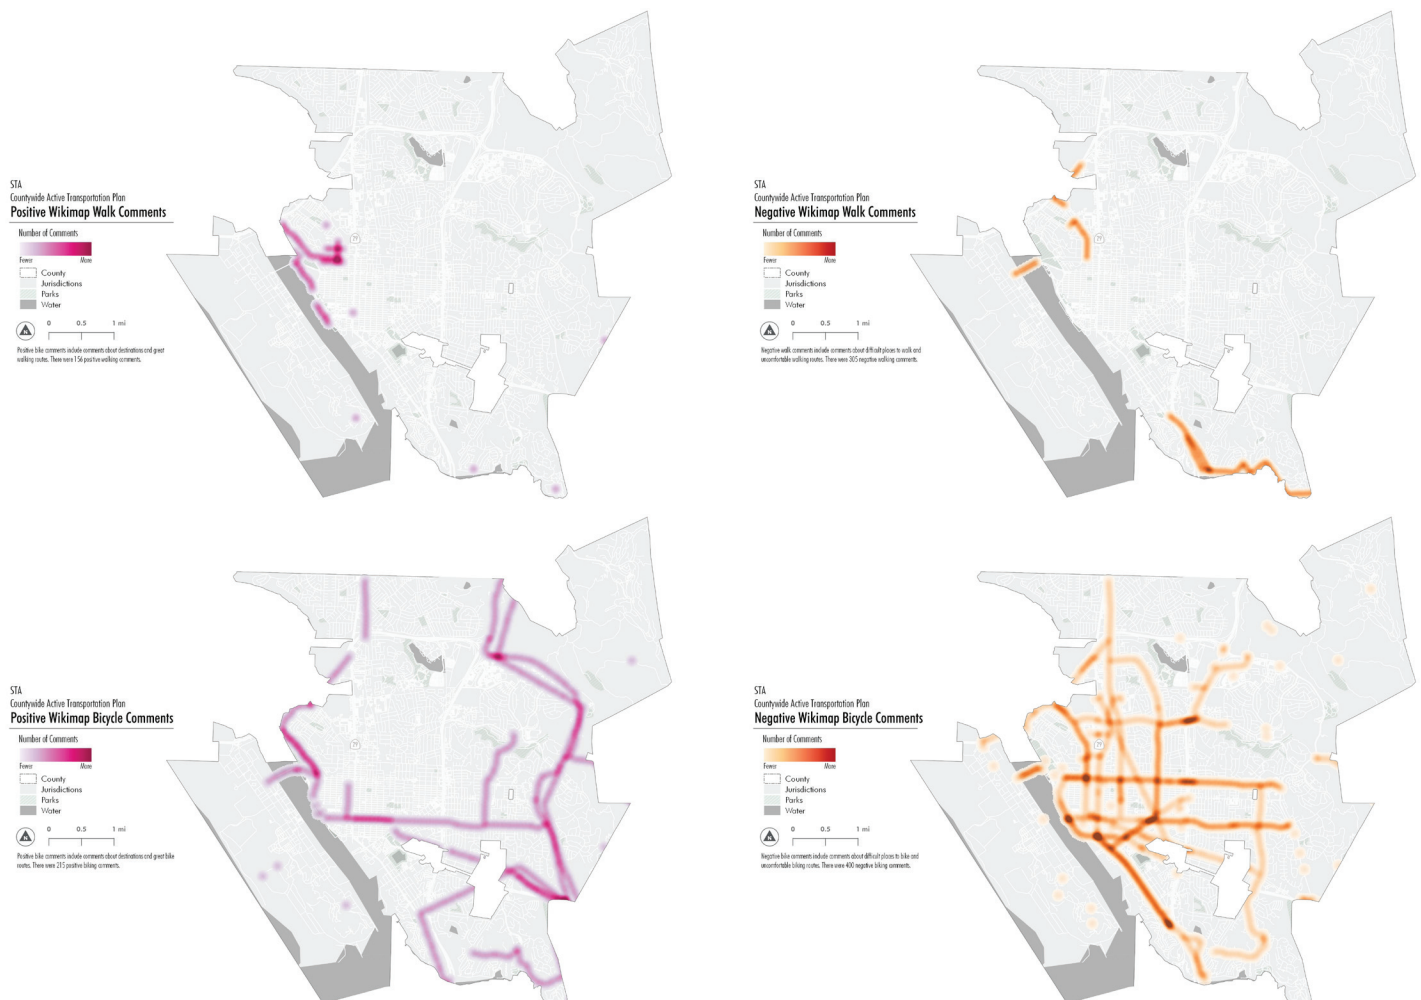 STA
Countywide Active Transportation Plan
Positive Wikimap Walk Comments
Number of Comments
Fewer More
County
Jurisdictions
Parks
Water
N
0 0.5 1 mi
Positive bike comments include comments about destinations and great
walking routes. There were 156 positive walking comments.
STA
Countywide Active Transportation Plan
Negative Wikimap Walk Comments
Number of Comments
Fewer More
County
Jurisdictions
Parks
Water
N
0 0.5 1 mi
Negative walk comments include comments about difficult places to walk and
uncomfortable walking routes. There were 305 negative walking comments.
STA
Countywide Active Transportation Plan
Positive Wikimap Bicycle Comments
Number of Comments
Fewer More
County
Jurisdictions
Parks
Water
N
0 0.5 1 mi
Positive bike comments include comments about destinations and great bike
routes. There were 215 positive biking comments.
STA
Countywide Active Transportation Plan
Negative Wikimap Bicycle Comments
Number of Comments
Fewer More
County
Jurisdictions
Parks
Water
N
0 0.5 1 mi
Negative bike comments include comments about difficult places to bike and
uncomfortable biking routes. There were 400 negative biking comments.